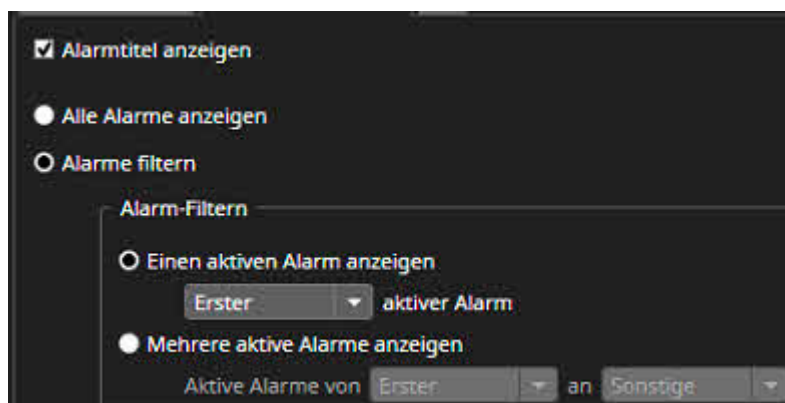 Alarmtitel anzeigen
Alle Alarme anzeigen
Alarme filtern
Alarm-Filtern
Einen aktiven Alarm anzeigen
Erster aktiver Alarm
Mehrere aktive Alarme anzeigen
Aktive Alarme von Erster an Sonstige